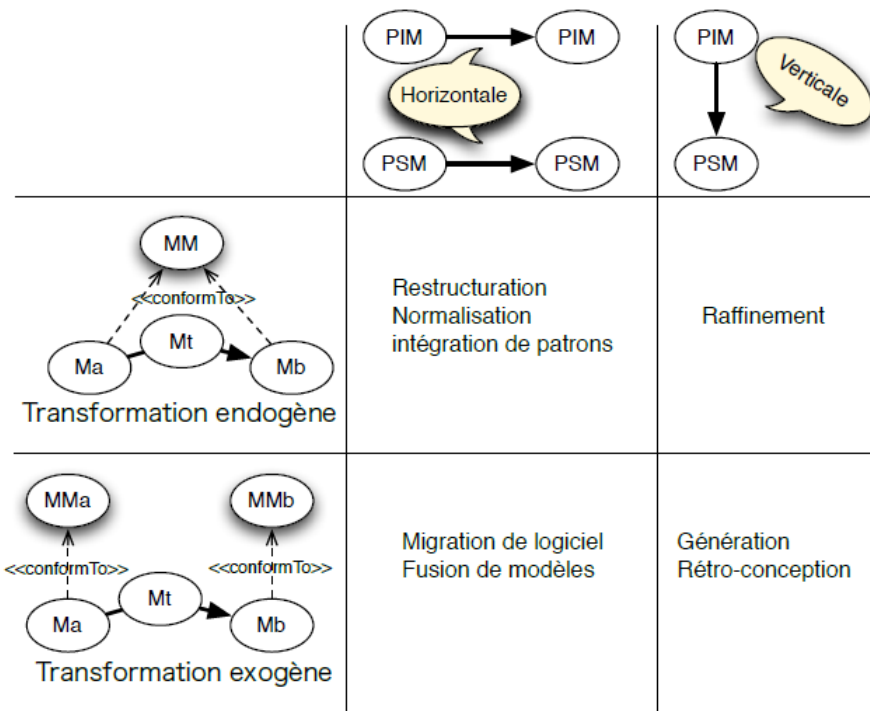 PIM
PIM
PIM
Horizontale
Verticale
PSM
PSM
PSM
MM
<<conformTo>>
Mt
Ma
Mb
Transformation endogène
Restructuration
Normalisation
intégration de patrons
Raffinement
MMa
MMb
<<conformTo>>
<<conformTo>>
Mt
Ma
Mb
Transformation exogène
Migration de logiciel
Fusion de modèles
Génération
Rétro-conception